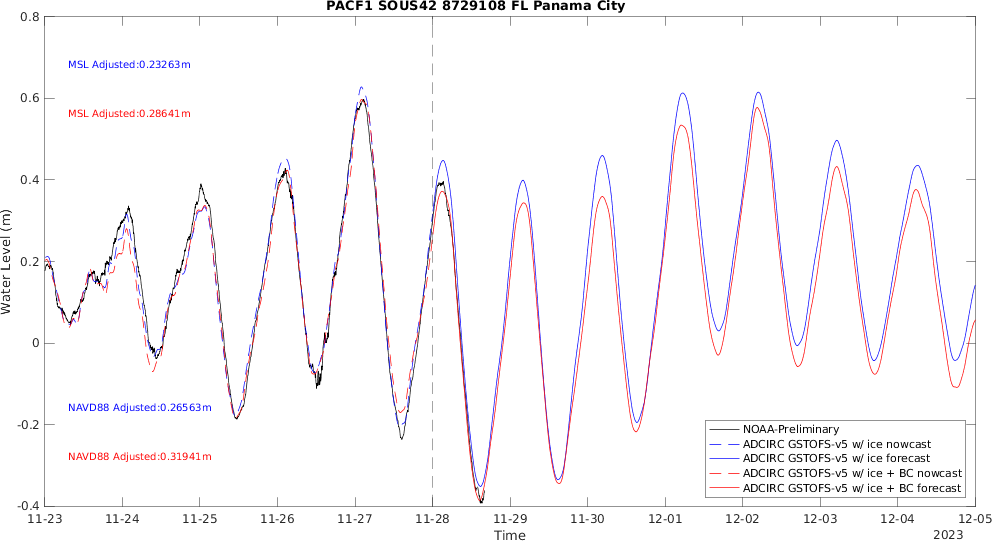 PACF1 SOUS42 8729108 FL Panama City
0.8
0.6
0.4
0.2
0
-0.2
-0.4
Water Level (m)
MSL Adjusted:0.23263m
MSL Adjusted:0.28641m
NAVD88 Adjusted:0.26563m
NAVD88 Adjusted:0.31941m
NOAA-Preliminary
ADCIRC GSTOFS-v5 w/ ice nowcast
ADCIRC GSTOFS-v5 w/ ice forecast
ADCIRC GSTOFS-v5 w/ ice + BC nowcast
ADCIRC GSTOFS-v5 w/ ice + BC forecast
11-23 11-24 11-25 11-26 11-27 11-28 11-29 11-30 12-01 12-02 12-03 12-04 12-05
Time
2023